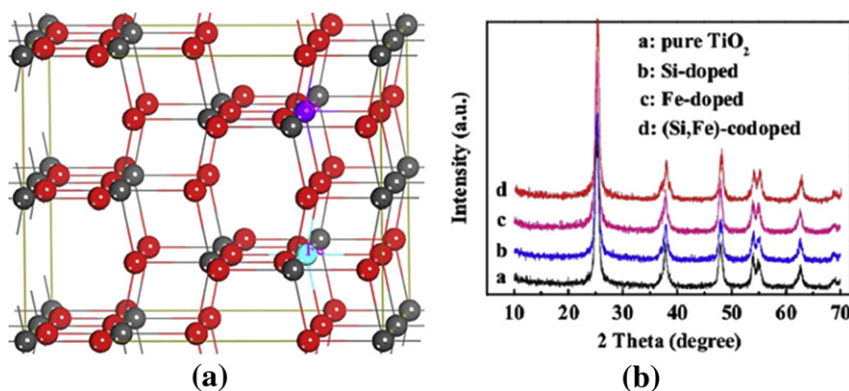 a: pure TiO₂
b: Si-doped
c: Fe-doped
d: (Si,Fe)-codoped
Intensity (a.u.)
d
c
b
a
10 20 30 40 50 60 70
2 Theta (degree)
(a) (b)